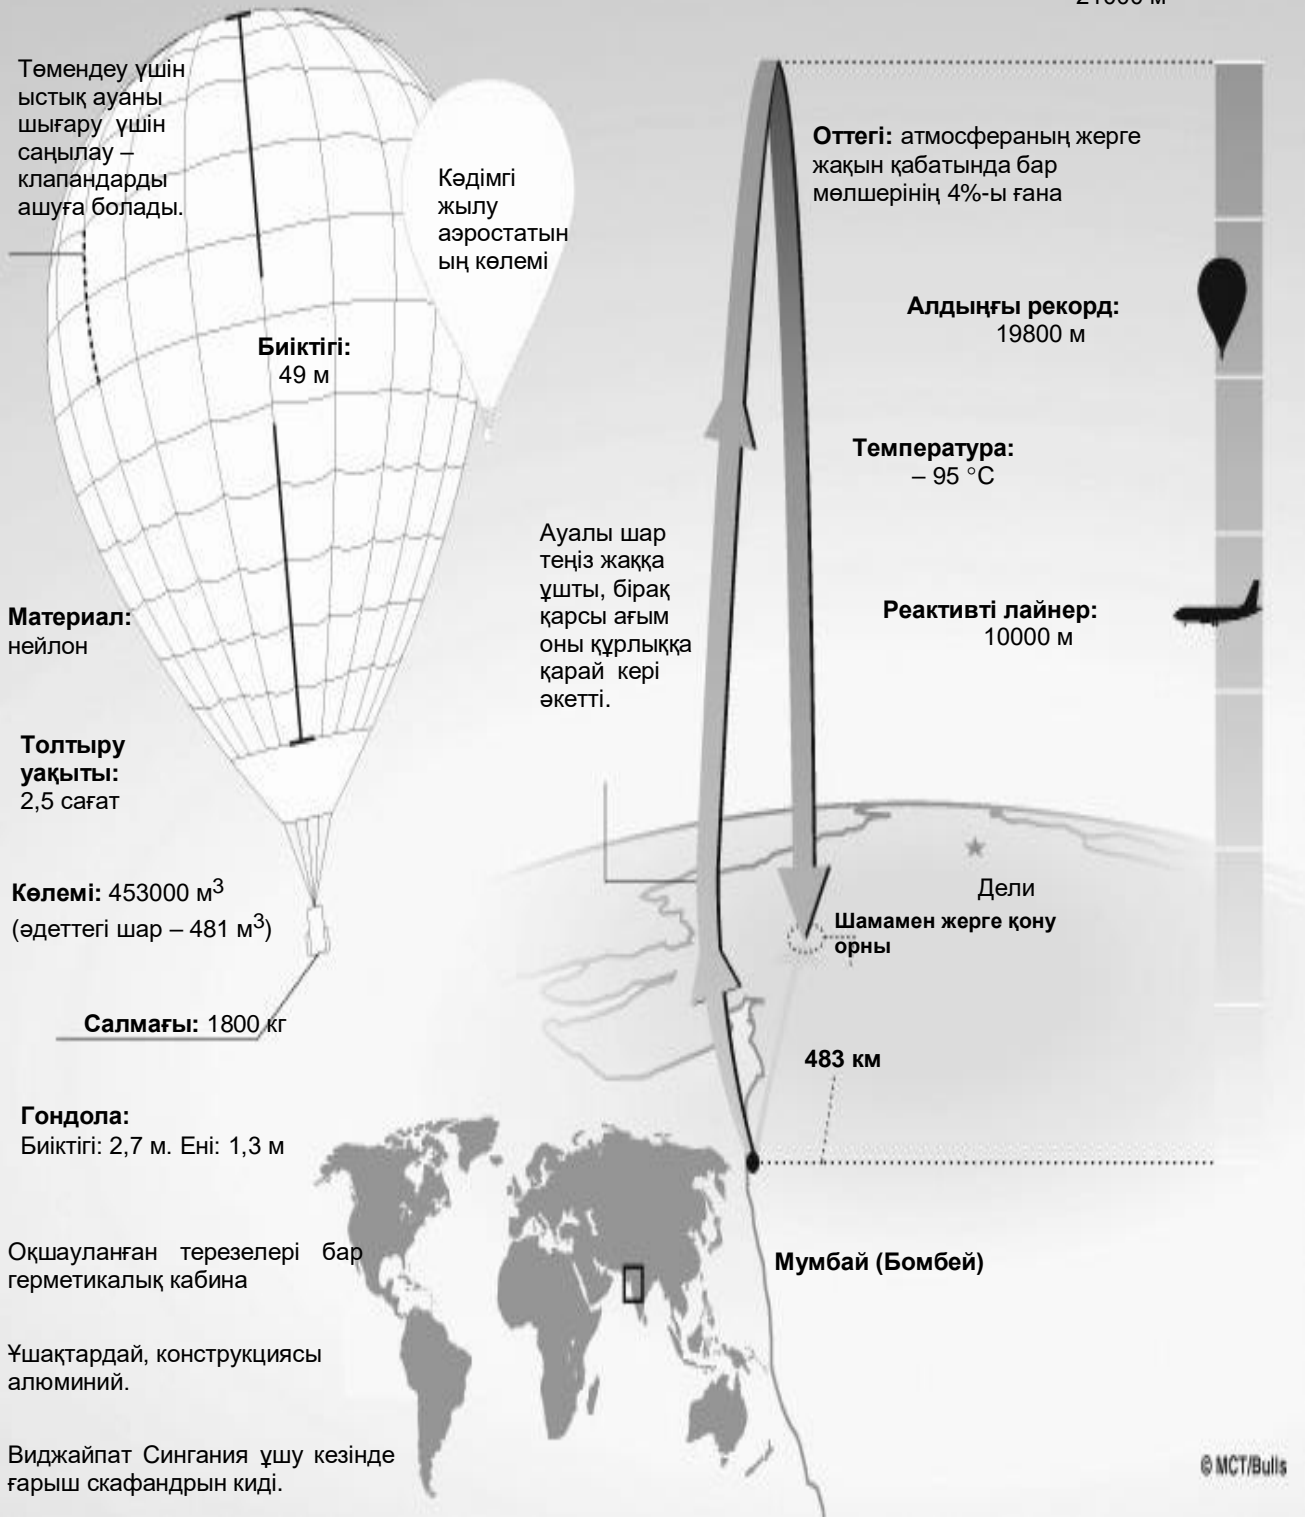 21000 м
Төмендеу үшін
ыстық ауаны
шығару үшін
саңылау –
клапандарды
ашуға болады.
Кәдімгі
жылу
аэростатын
ың көлемі
Биіктігі:
49 м
Материал:
нейлон
Толтыру
уақыты:
2,5 сағат
Көлемі: 453000 м³
(әдеттегі шар – 481 м³)
Салмағы: 1800 кг
Гондола:
Биіктігі: 2,7 м. Ені: 1,3 м
Оқшауланған терезелері бар
герметикалық кабина
Ұшақтардай, конструкциясы
алюминий.
Виджайпат Сингания ұшу кезінде
ғарыш скафандрын киді.
Оттегі: атмосфераның жерге
жақын қабатында бар
мөлшерінің 4%-ы ғана
Алдыңғы рекорд:
19800 м
Температура:
– 95 °C
Ауалы шар
теңіз жаққа
ұшты, бірақ
қарсы ағым
оны құрлыққа
қарай кері
әкетті.
Реактивті лайнер:
10000 м
Дели
Шамамен жерге қону
орны
483 км
Мумбай (Бомбей)
© MCT/Bulls